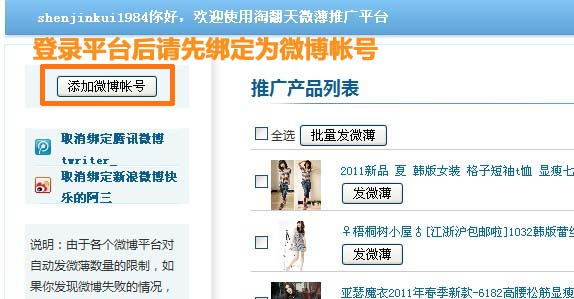 shenjinkui1984你好，欢迎使用淘翻天微薄推广平台
登录平台后请先绑定为微博帐号
添加微博帐号
取消绑定腾讯微博
twriter_
取消绑定新浪微博快
乐的阿三
说明：由于各个微博平台对
自动发微薄数量的限制，如
果你发现微博失败的情况，
推广产品列表
全选 批量发微薄
2011新品 夏 韩版女装 格子短袖t恤 显瘦七
发微薄
♀梧桐树小屋♁[江浙沪包邮啦]1032韩版蕾丝
发微薄
亚瑟魔衣2011年春季新款-6182高腰松筋显瘦